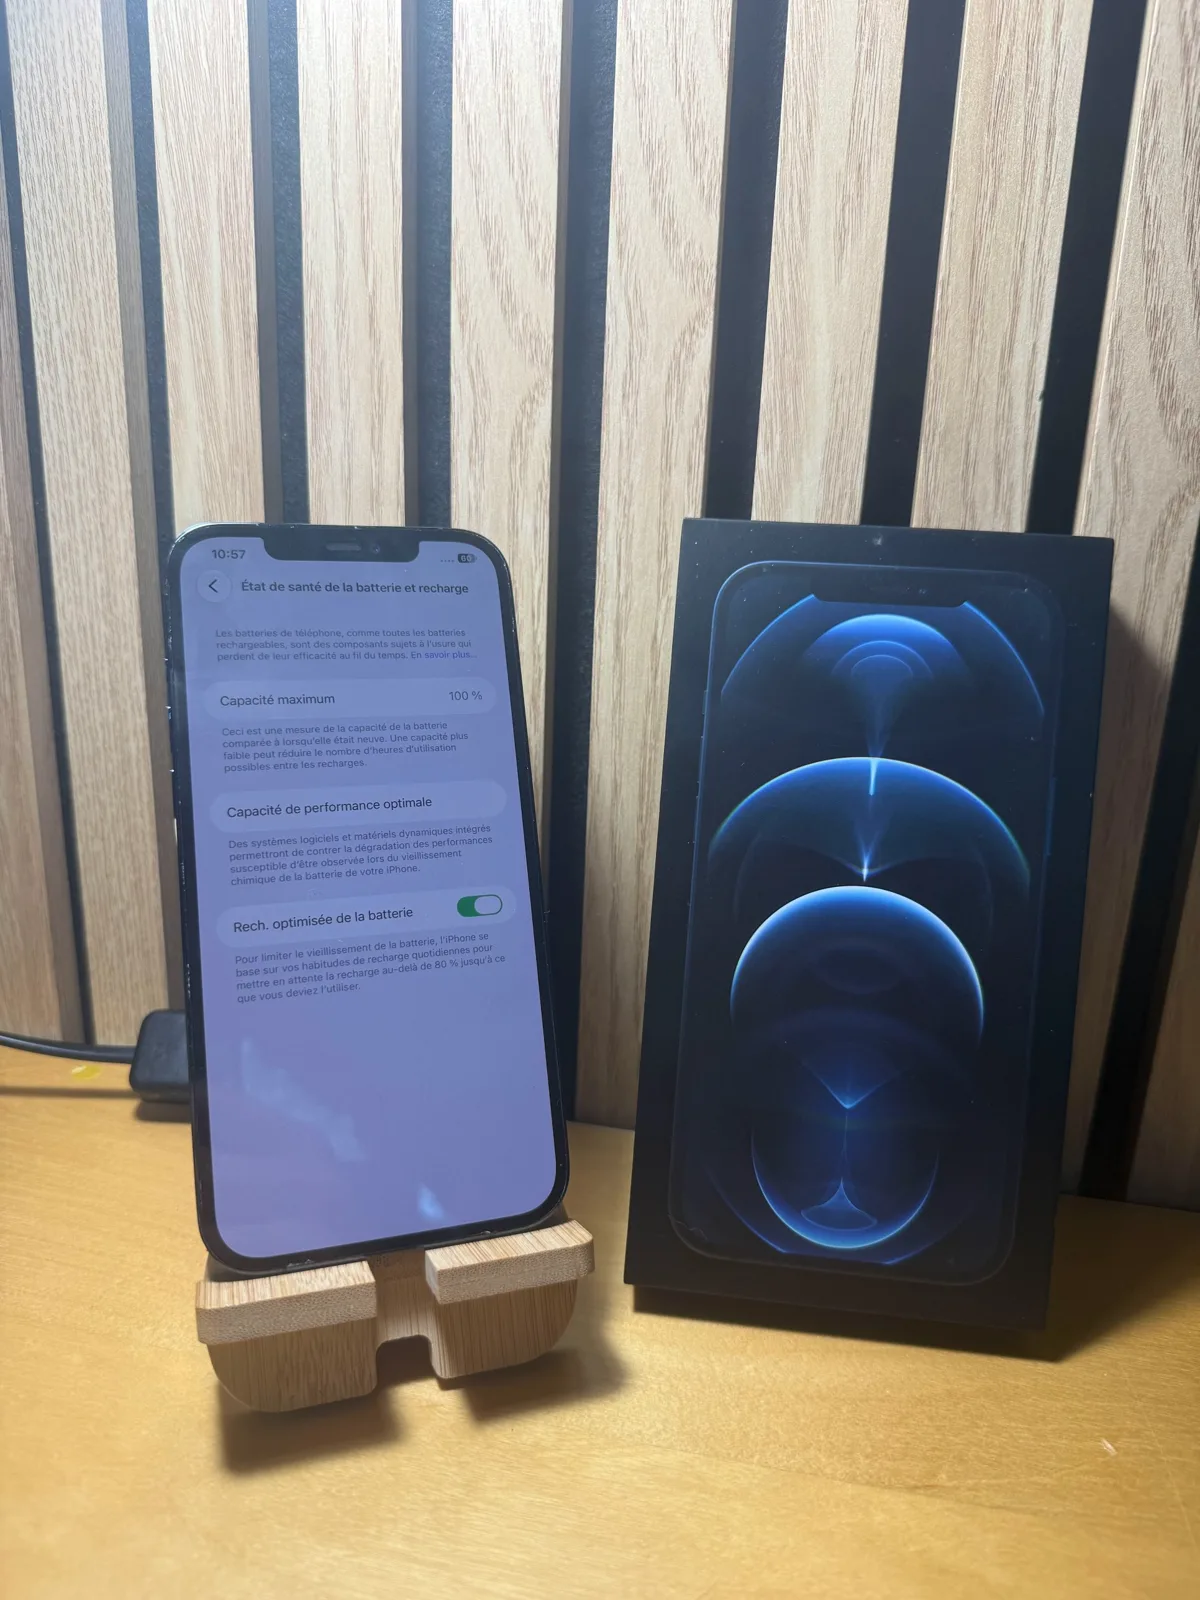 10:57
60
État de santé de la batterie et recharge
Les batteries de téléphone, comme toutes les batteries
rechargeables, sont des composants sujets à l'usure qui
perdent de leur efficacité au fil du temps. En savoir plus...
Capacité maximum 100 %
Ceci est une mesure de la capacité de la batterie
comparée à lorsqu'elle était neuve. Une capacité plus
faible peut réduire le nombre d'heures d'utilisation
possibles entre les recharges.
Capacité de performance optimale
Des systèmes logiciels et matériels dynamiques intégrés
permettront de contrer la dégradation des performances
susceptible d'être observée lors du vieillissement
chimique de la batterie de votre iPhone.
Rech. optimisée de la batterie
Pour limiter le vieillissement de la batterie, l'iPhone se
base sur vos habitudes de recharge quotidiennes pour
mettre en attente la recharge au-delà de 80 % jusqu'à ce
que vous deviez l'utiliser.